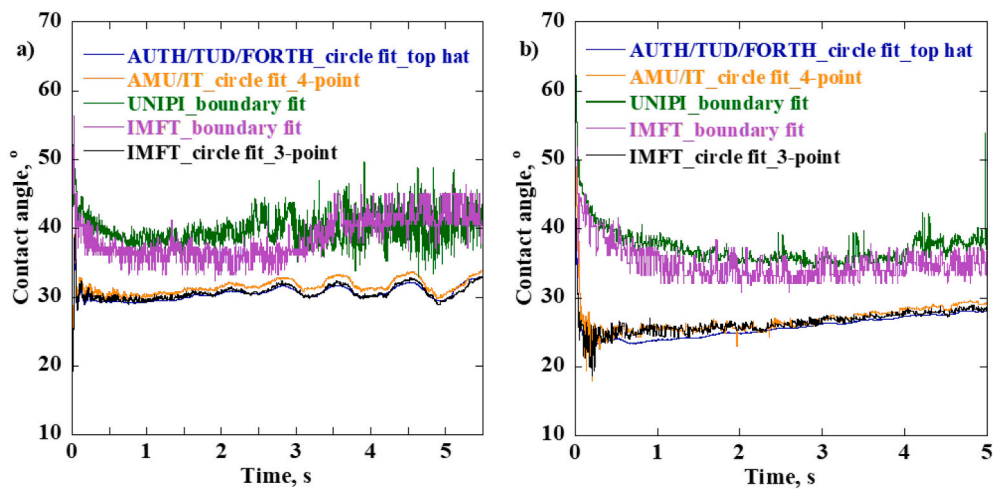 a)
AUTH/TUD/FORTH_circle fit_top hat
AMU/IT_circle fit_4-point
UNIPI_boundary fit
IMFT_boundary fit
IMFT_circle fit_3-point
Contact angle, º
70
60
50
40
30
20
10
0 1 2 3 4 5
Time, s
b)
AUTH/TUD/FORTH_circle fit_top hat
AMU/IT_circle fit_4-point
UNIPI_boundary fit
IMFT_boundary fit
IMFT_circle fit_3-point
Contact angle, º
70
60
50
40
30
20
10
0 1 2 3 4 5
Time, s